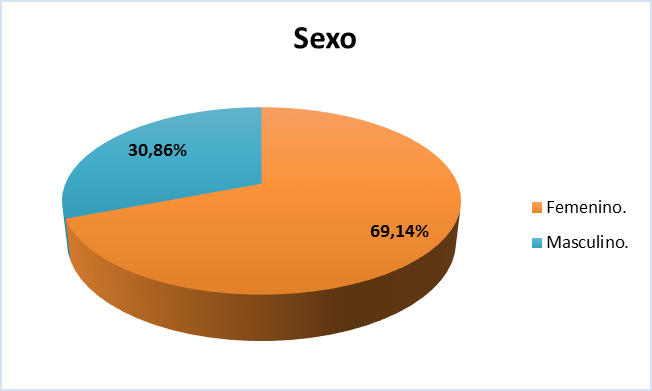 Sexo
30,86%
69,14%
Femenino.
Masculino.